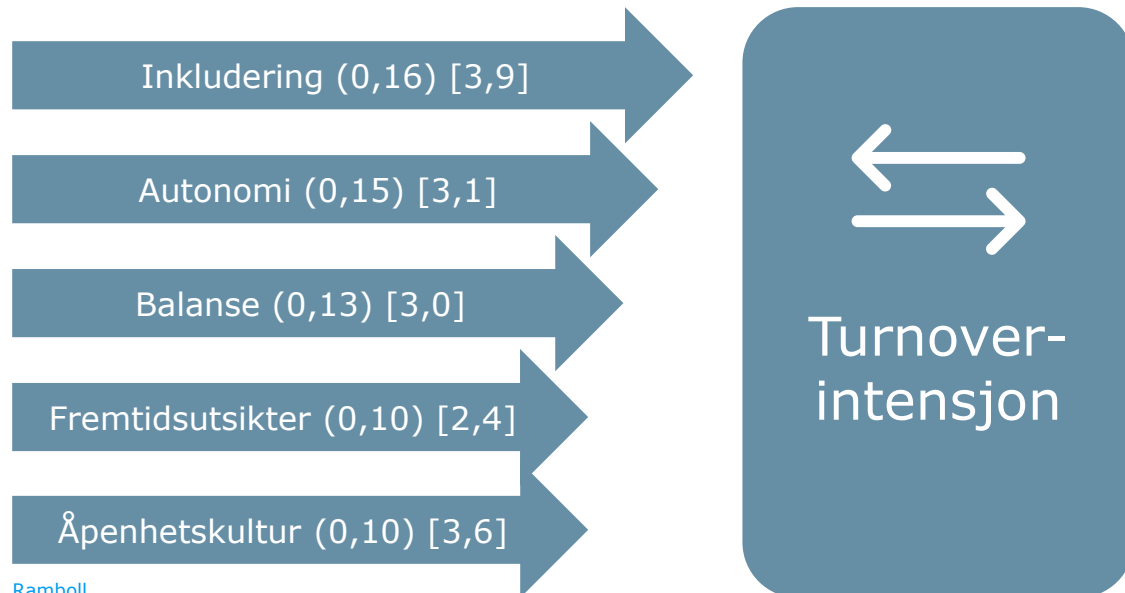 Inkludering (0,16) [3,9]
Autonomi (0,15) [3,1]
Balanse (0,13) [3,0]
Fremtidsutsikter (0,10) [2,4]
Åpenhetskultur (0,10) [3,6]
Turnover-
intensjon
Ramboll